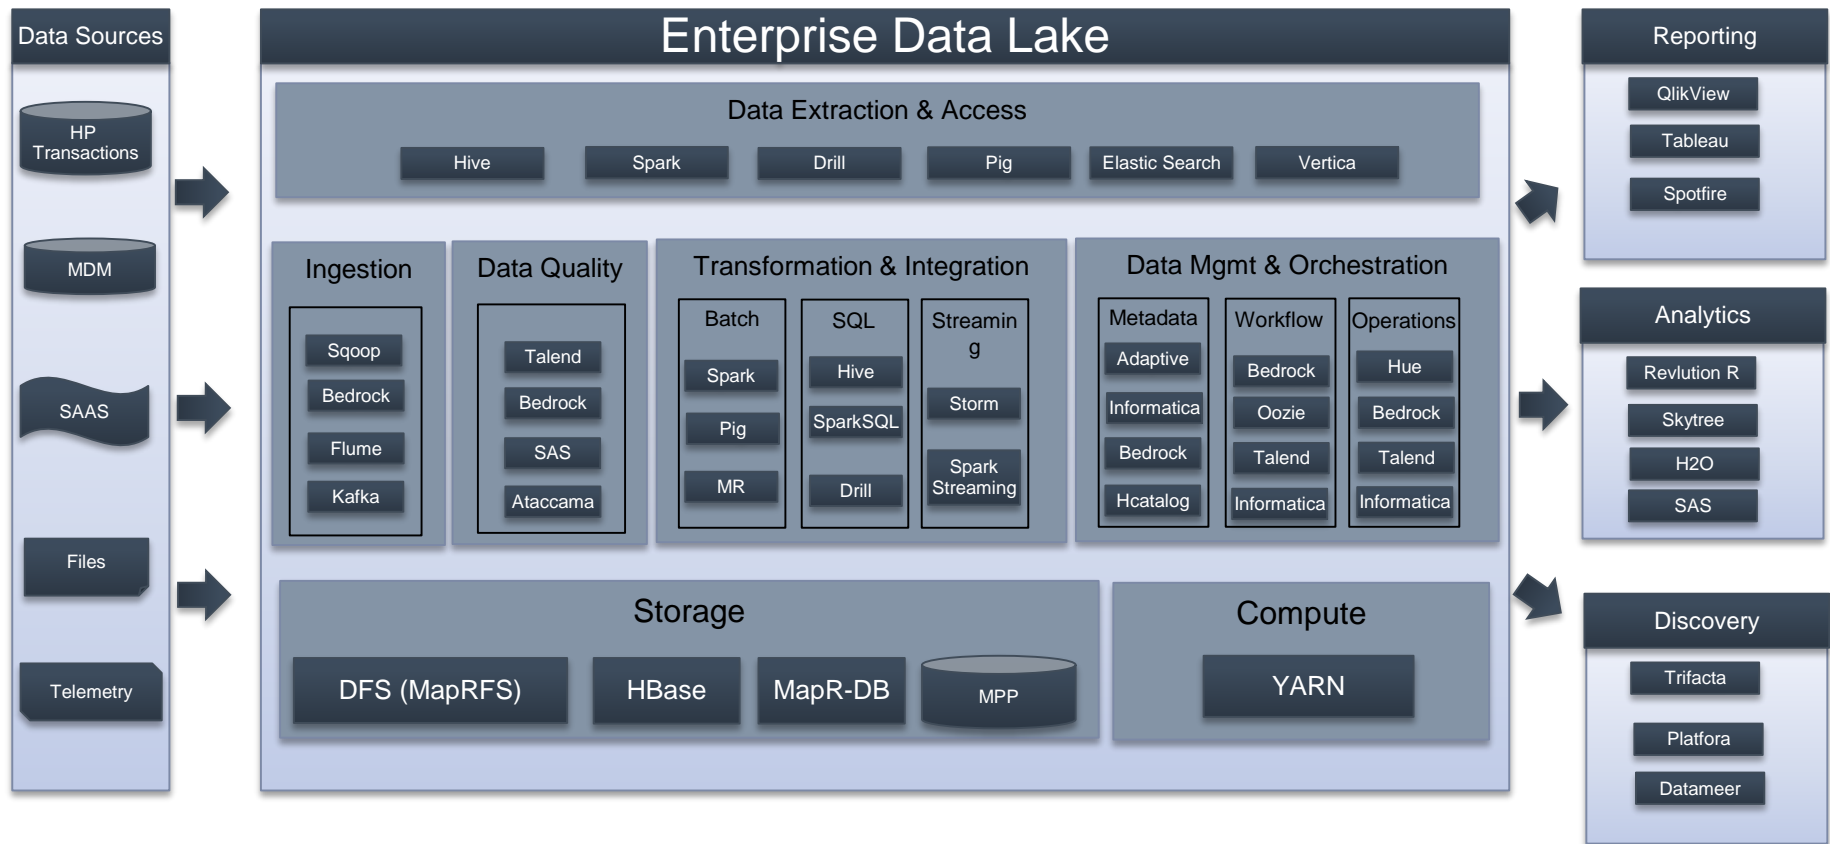 Data Sources
HP
Transactions
MDM
SAAS
Files
Telemetry
Enterprise Data Lake
Data Extraction & Access
Hive
Spark
Drill
Pig
Elastic Search
Vertica
Ingestion
Sqoop
Bedrock
Flume
Kafka
Data Quality
Talend
Bedrock
SAS
Ataccama
Transformation & Integration
Batch
Spark
Pig
MR
SQL
Hive
SparkSQL
Drill
Streamin
g
Storm
Spark
Streaming
Data Mgmt & Orchestration
Metadata
Adaptive
Informatica
Bedrock
Hcatalog
Workflow
Bedrock
Oozie
Talend
Informatica
Operations
Hue
Bedrock
Talend
Informatica
Storage
DFS (MapRFS)
HBase
MapR-DB
MPP
Compute
YARN
Reporting
QlikView
Tableau
Spotfire
Analytics
Revlution R
Skytree
H2O
SAS
Discovery
Trifacta
Platfora
Datameer